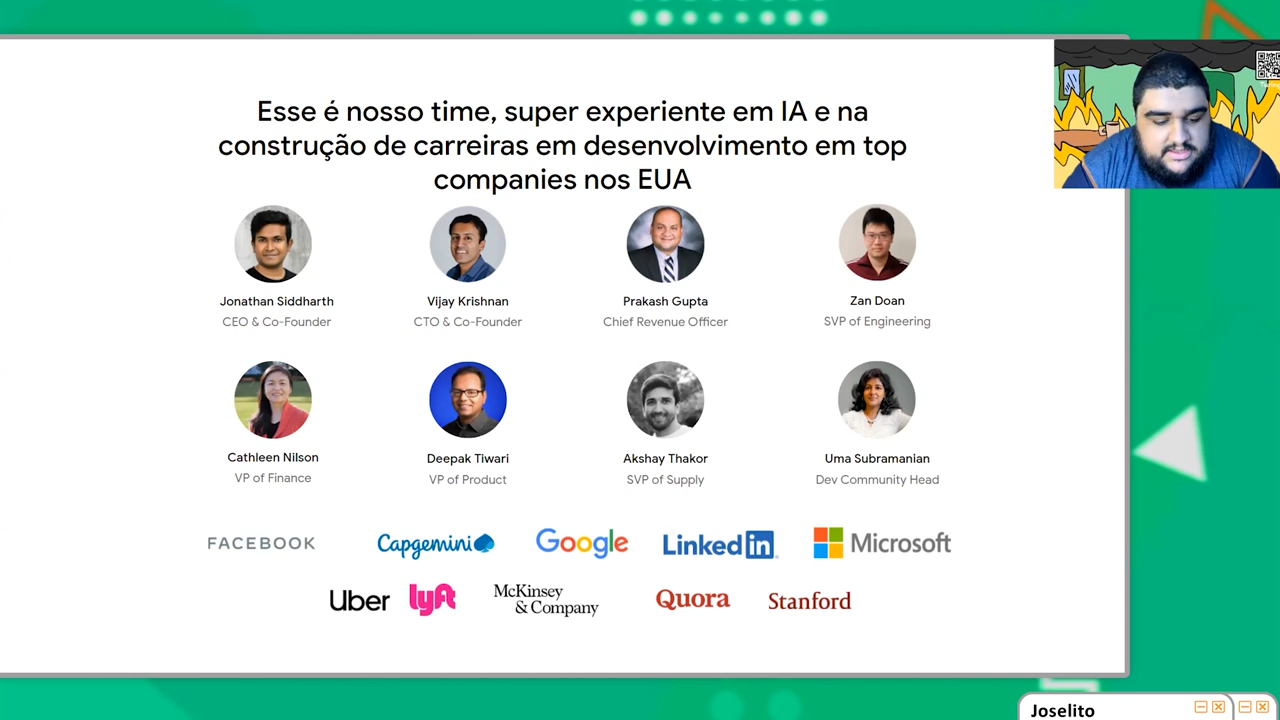 Esse é nosso time, super experiente em IA e na
construção de carreiras em desenvolvimento em top
companies nos EUA
Jonathan Siddharth
CEO & Co-Founder
Vijay Krishnan
CTO & Co-Founder
Prakash Gupta
Chief Revenue Officer
Zan Doan
SVP of Engineering
Cathleen Nilson
VP of Finance
Deepak Tiwari
VP of Product
Akshay Thakor
SVP of Supply
Uma Subramanian
Dev Community Head
FACEBOOK
Capgemini
Google
LinkedIn
Microsoft
Uber
lyft
McKinsey
& Company
Quora
Stanford
Joselito